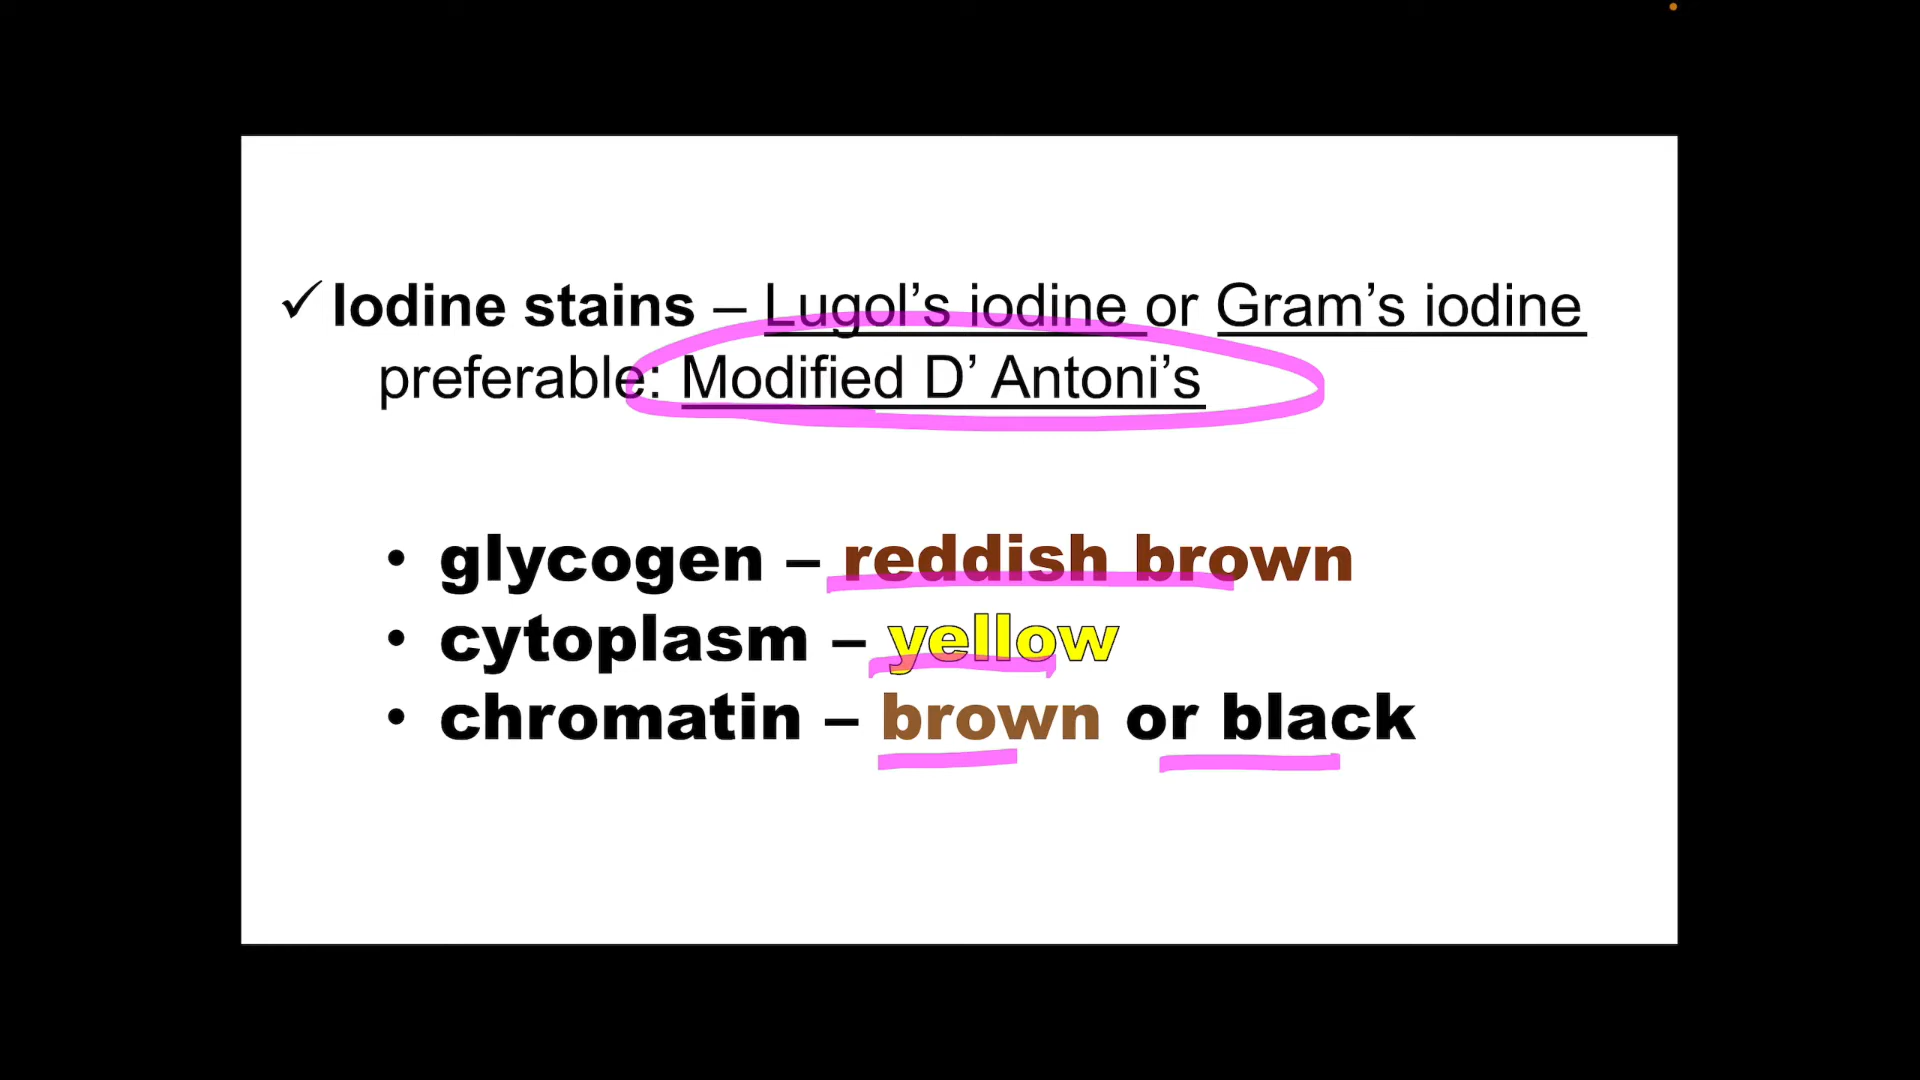 ✓ Iodine stains – Lugol’s iodine or Gram’s iodine
preferable: Modified D’ Antoni’s
• glycogen – reddish brown
• cytoplasm – yellow
• chromatin – brown or black